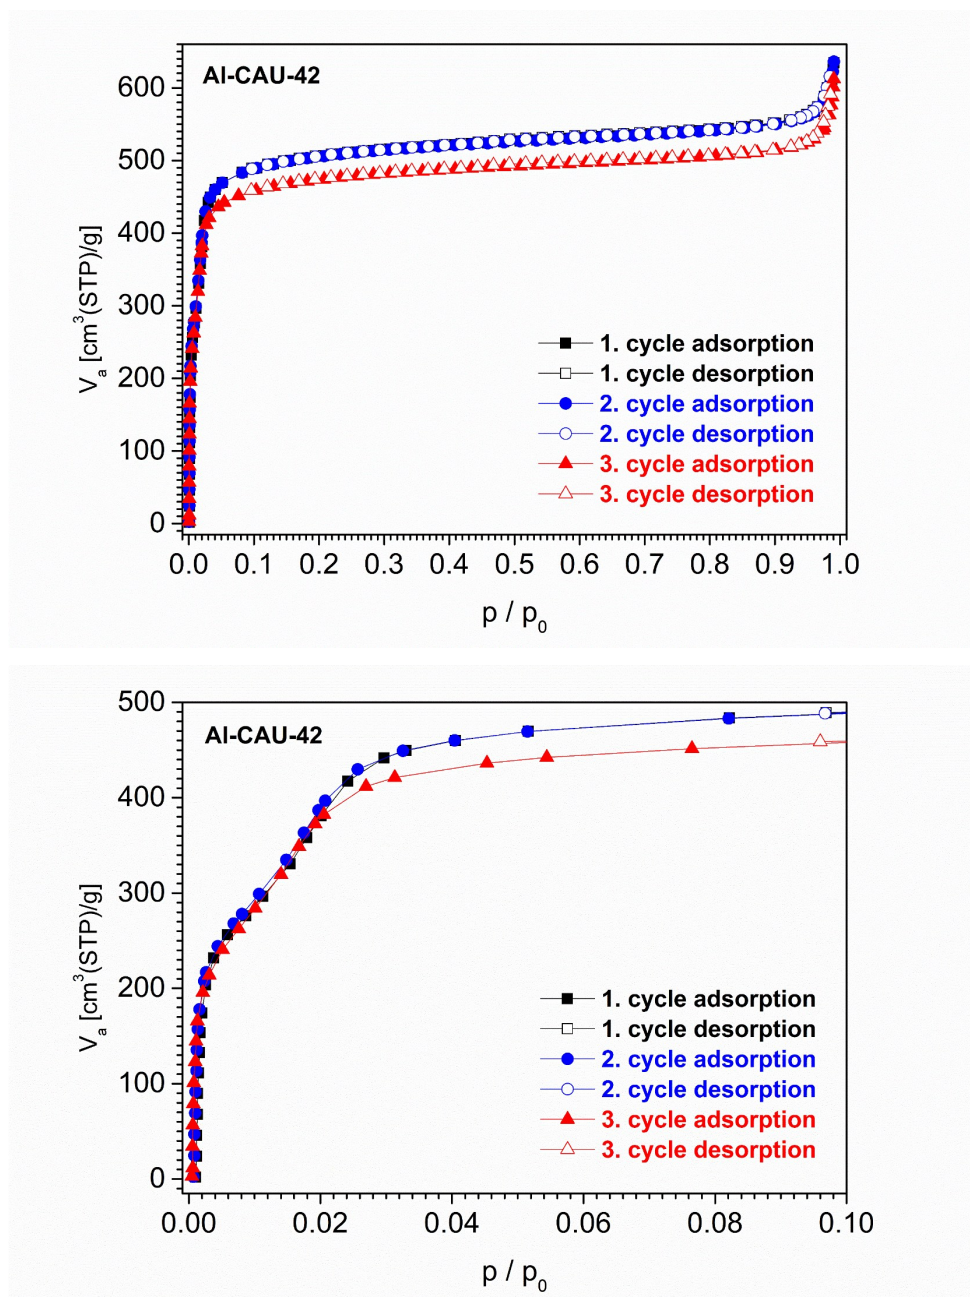 Al-CAU-42
600
500
400
300
200
100
0
V a [cm3(STP)/g]
1. cycle adsorption
1. cycle desorption
2. cycle adsorption
2. cycle desorption
3. cycle adsorption
3. cycle desorption
0.0 0.1 0.2 0.3 0.4 0.5 0.6 0.7 0.8 0.9 1.0
p / p0
Al-CAU-42
500
400
300
200
100
0
V a [cm3(STP)/g]
1. cycle adsorption
1. cycle desorption
2. cycle adsorption
2. cycle desorption
3. cycle adsorption
3. cycle desorption
0.00 0.02 0.04 0.06 0.08 0.10
p / p0